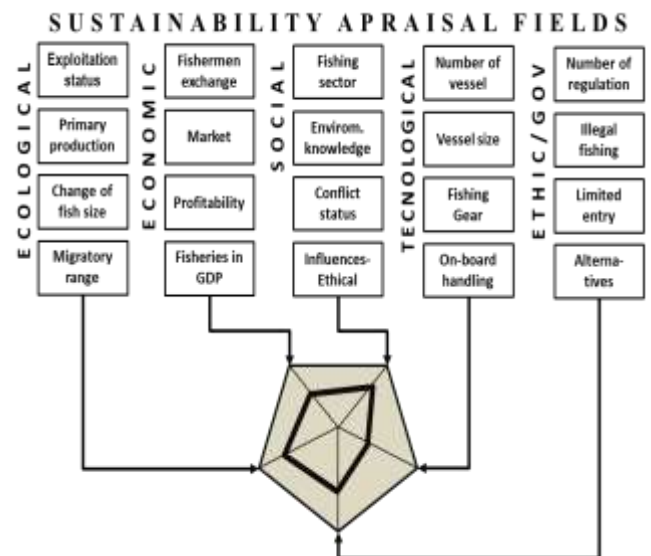 SUSTAINABILITY APPRAISAL FIELDS
ECOLOGICAL
Exploitation
status
Primary
production
Change of
fish size
Migratory
range
ECONOMIC
Fishermen
exchange
Market
Profitability
Fisheries in
GDP
SOCIAL
Fishing
sector
Envirom.
knowledge
Conflict
status
Influences-
Ethical
TECNOLOGICAL
Number of
vessel
Vessel size
Fishing
Gear
On-board
handling
ETHIC/GOV
Number of
regulation
Illegal
fishing
Limited
entry
Alterna-
tives